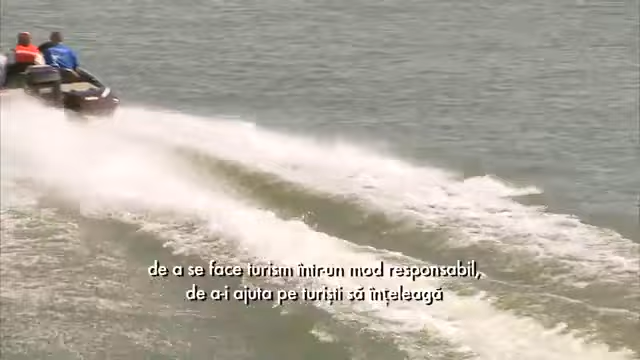 de a se face turism într-un mod responsabil,
de a-i ajuta pe turiști să înțeleagă